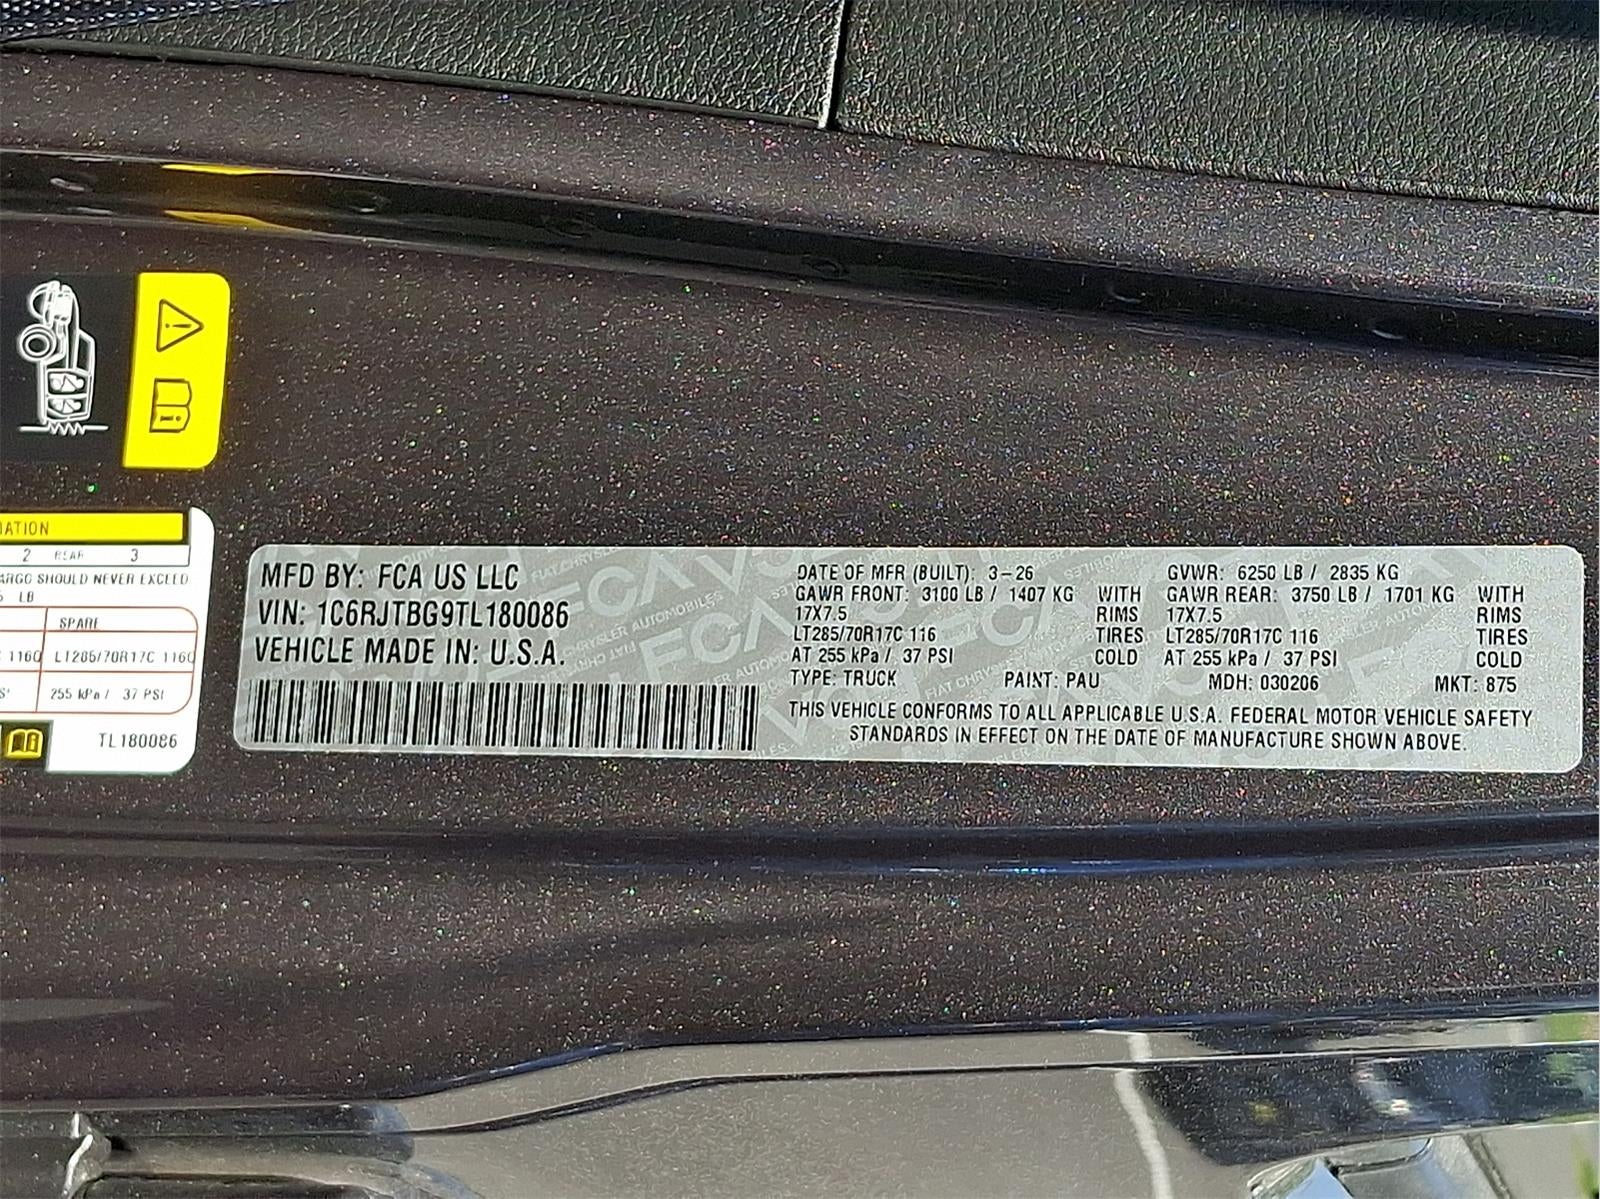 ATION
2 REAR 3
ARGO SHOULD NEVER EXCEED
LB
SPARE
116C LT285/70R17C 116C
255 kPa / 37 PSI
TL180086
MFD BY: FCA US LLC
VIN: 1C6RJTBG9TL180086
VEHICLE MADE IN: U.S.A.
DATE OF MFR (BUILT): 3-26 GVWR: 6250 LB / 2835 KG
GAWR FRONT: 3100 LB / 1407 KG WITH GAWR REAR: 3750 LB / 1701 KG WITH
17X7.5 RIMS 17X7.5 RIMS
LT285/70R17C 116 TIRES LT285/70R17C 116 TIRES
AT 255 kPa / 37 PSI COLD AT 255 kPa / 37 PSI COLD
TYPE: TRUCK PAINT: PAU MDH: 030206 MKT: 875
THIS VEHICLE CONFORMS TO ALL APPLICABLE U.S.A. FEDERAL MOTOR VEHICLE SAFETY
STANDARDS IN EFFECT ON THE DATE OF MANUFACTURE SHOWN ABOVE.